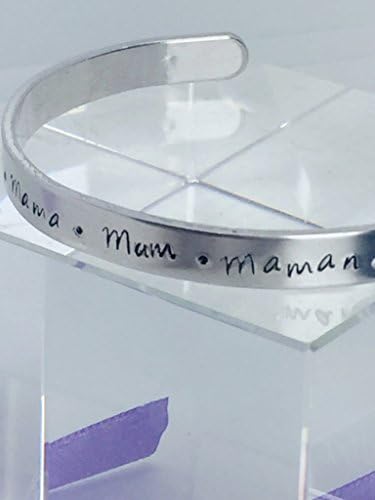 • Mama • Mum • Maman •